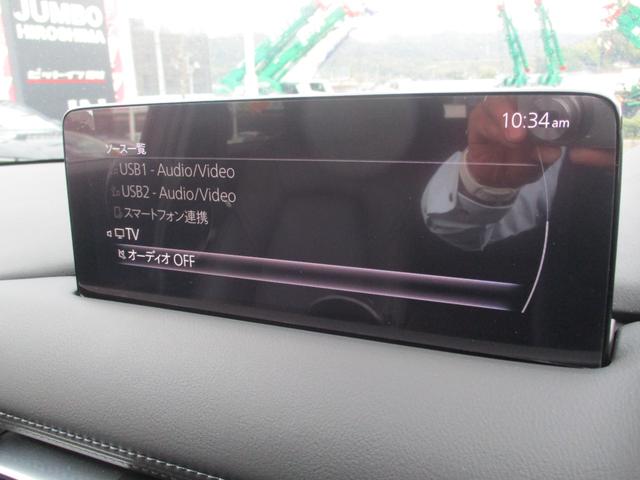 JUMBO
HIROSHIMA
10:34 am
ソース一覧
USB1 - Audio/Video
USB2 - Audio/Video
スマートフォン連携
TV
オーディオ OFF